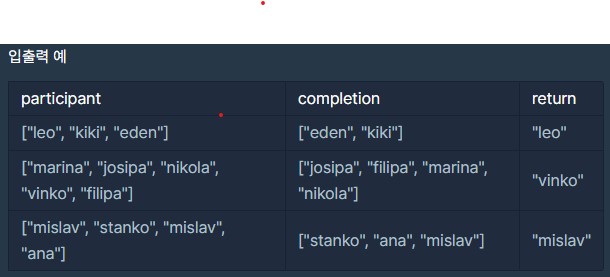 입출력 예
participant completion return
["leo", "kiki", "eden"] ["eden", "kiki"] "leo"
["marina", "josipa", "nikola",
"vinko", "filipa"]
["josipa", "filipa", "marina",
"nikola"]
"vinko"
["mislav", "stanko", "mislav",
"ana"]
["stanko", "ana", "mislav"]
"mislav"